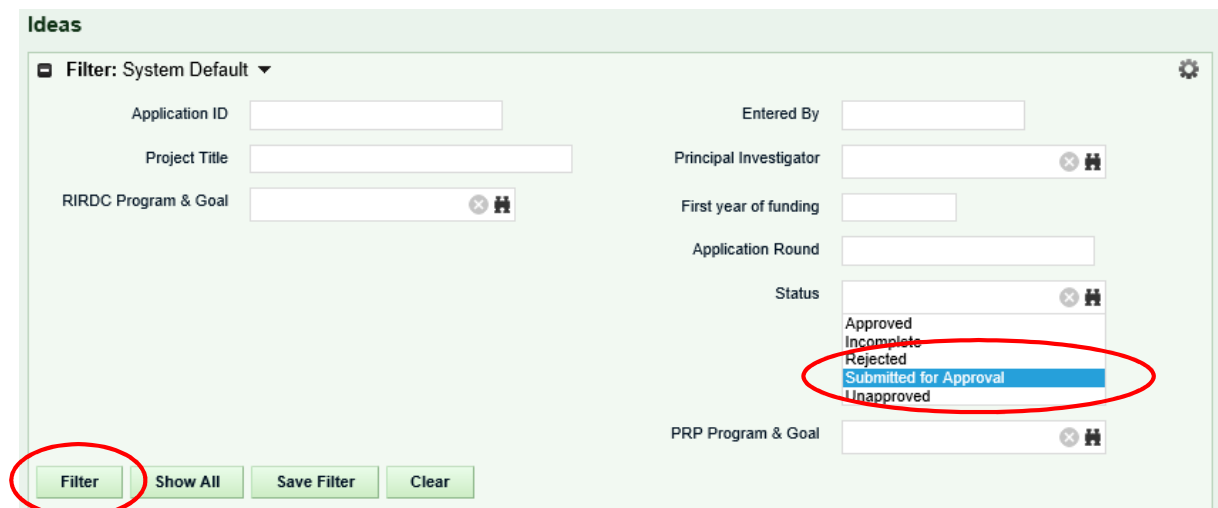 Ideas
Filter: System Default
Application ID
Entered By
Project Title
Principal Investigator
RIRDC Program & Goal
First year of funding
Application Round
Status
Approved
Incomplete
Rejected
Submitted for Approval
Unapproved
PRP Program & Goal
Filter Show All Save Filter Clear